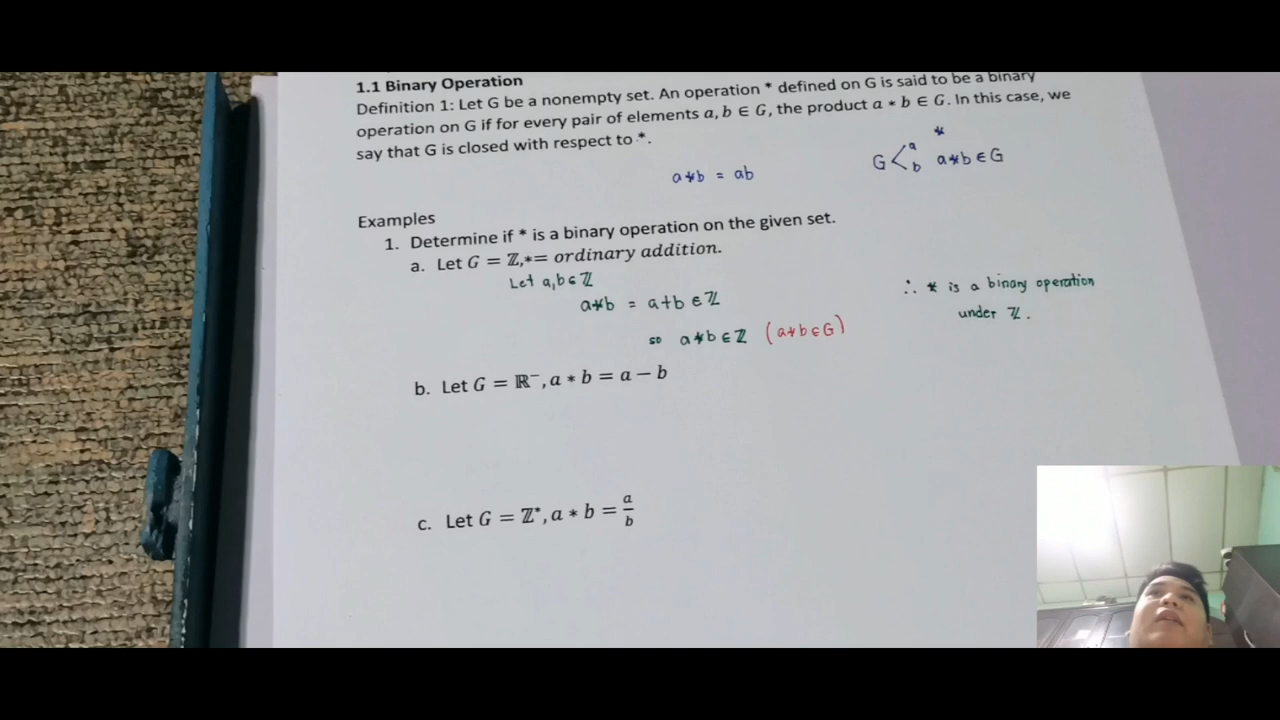 1.1 Binary Operation
Definition 1: Let G be a nonempty set. An operation * defined on G is said to be a binary
operation on G if for every pair of elements a, b ∈ G, the product a ∗ b ∈ G. In this case, we
say that G is closed with respect to *.
a*b = ab
G < a b * a*b ∈ G
Examples
1. Determine if * is a binary operation on the given set.
a. Let G = ℤ,∗= ordinary addition.
Let a,b ∈ ℤ
a*b = a+b ∈ ℤ
so a*b ∈ ℤ (a*b ∈ G)
∴ * is a binary operation
under ℤ.
b. Let G = ℝ⁻, a ∗ b = a − b
c. Let G = ℤ*, a ∗ b = a/b